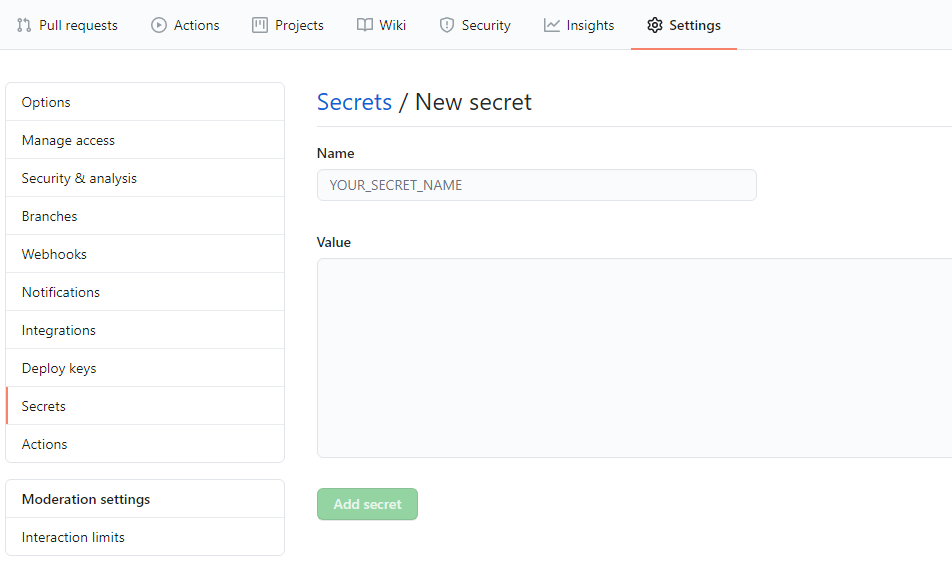 Pull requests Actions Projects Wiki Security Insights Settings
Options
Manage access
Security & analysis
Branches
Webhooks
Notifications
Integrations
Deploy keys
Secrets
Actions
Moderation settings
Interaction limits
Secrets / New secret
Name
YOUR_SECRET_NAME
Value
Add secret